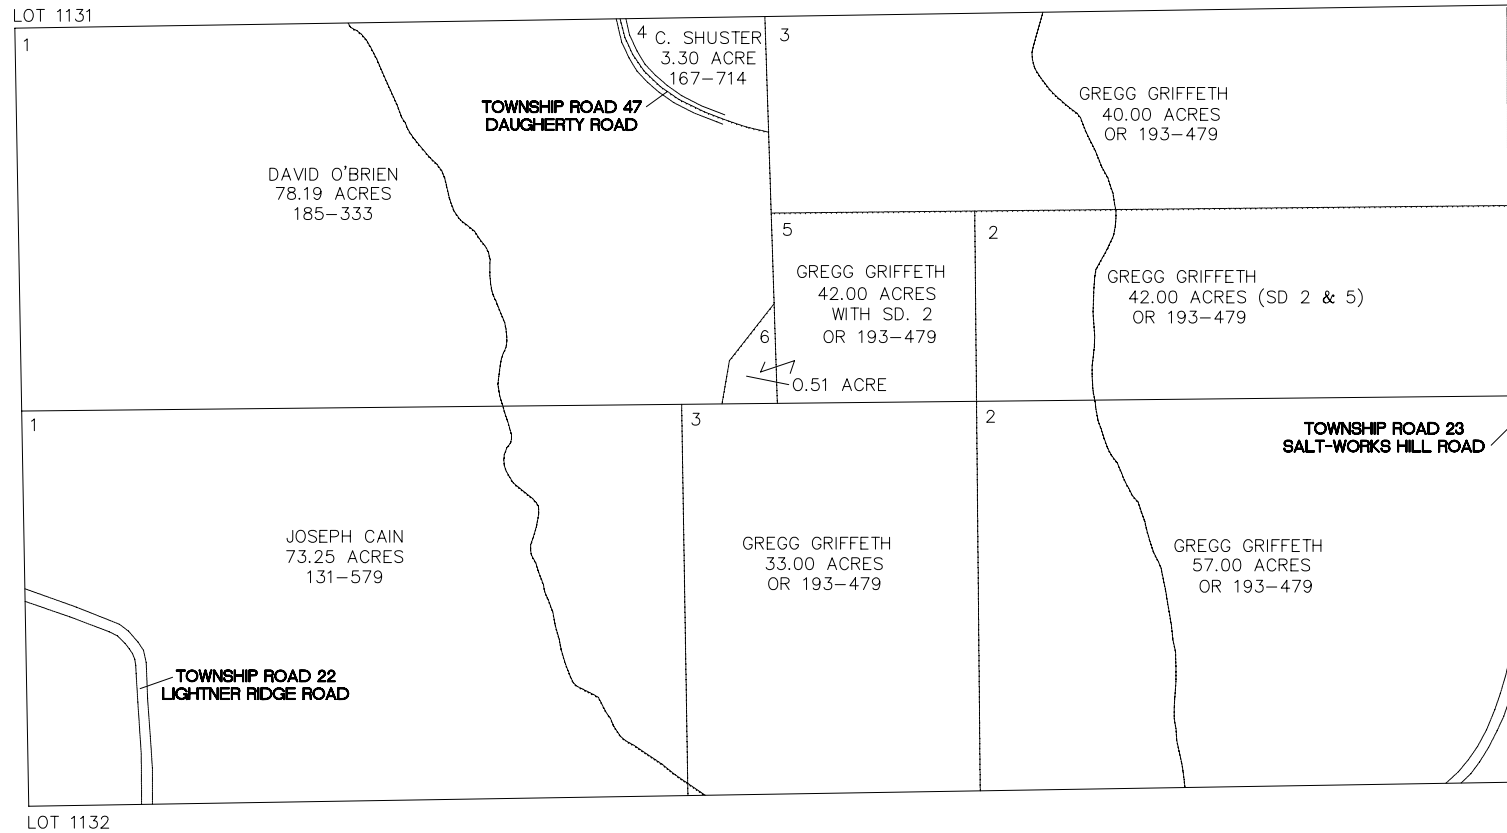 LOT 1131
1
4
C. SHUSTER
3.30 ACRE
167-714
3
TOWNSHIP ROAD 47
DAUGHERTY ROAD
GREGG GRIFFETH
40.00 ACRES
OR 193-479
DAVID O'BRIEN
78.19 ACRES
185-333
5
GREGG GRIFFETH
42.00 ACRES
WITH SD. 2
OR 193-479
2
GREGG GRIFFETH
42.00 ACRES (SD 2 & 5)
OR 193-479
6
0.51 ACRE
1
3
2
TOWNSHIP ROAD 23
SALT-WORKS HILL ROAD
JOSEPH CAIN
73.25 ACRES
131-579
GREGG GRIFFETH
33.00 ACRES
OR 193-479
GREGG GRIFFETH
57.00 ACRES
OR 193-479
TOWNSHIP ROAD 22
LIGHTNER RIDGE ROAD
LOT 1132